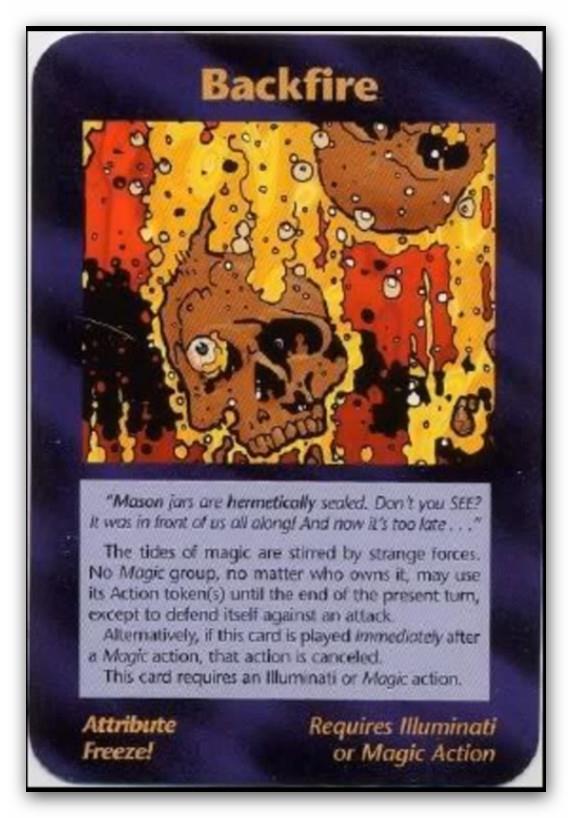 Backfire
"Mason jars are hermetically sealed. Don't you SEE?
It was in front of us all along! And now it's too late . . ."
The tides of magic are stirred by strange forces.
No Magic group, no matter who owns it, may use
its Action token(s) until the end of the present turn,
except to defend itself against an attack.
Alternatively, if this card is played immediately after
a Magic action, that action is canceled.
This card requires an Illuminati or Magic action.
Attribute
Freeze!
Requires Illuminati
or Magic Action